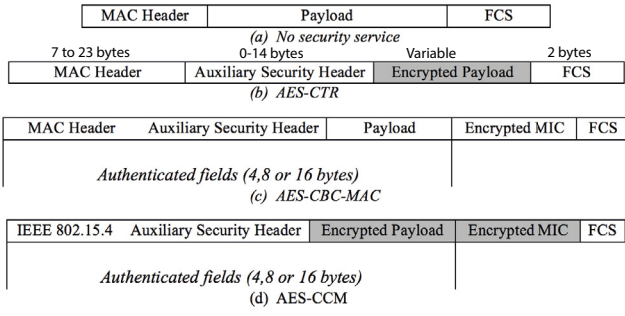 MAC Header Payload FCS
(a) No security service
7 to 23 bytes 0-14 bytes Variable 2 bytes
MAC Header Auxiliary Security Header Encrypted Payload FCS
(b) AES-CTR
MAC Header Auxiliary Security Header Payload Encrypted MIC FCS
Authenticated fields (4,8 or 16 bytes)
(c) AES-CBC-MAC
IEEE 802.15.4 Auxiliary Security Header Encrypted Payload Encrypted MIC FCS
Authenticated fields (4,8 or 16 bytes)
(d) AES-CCM